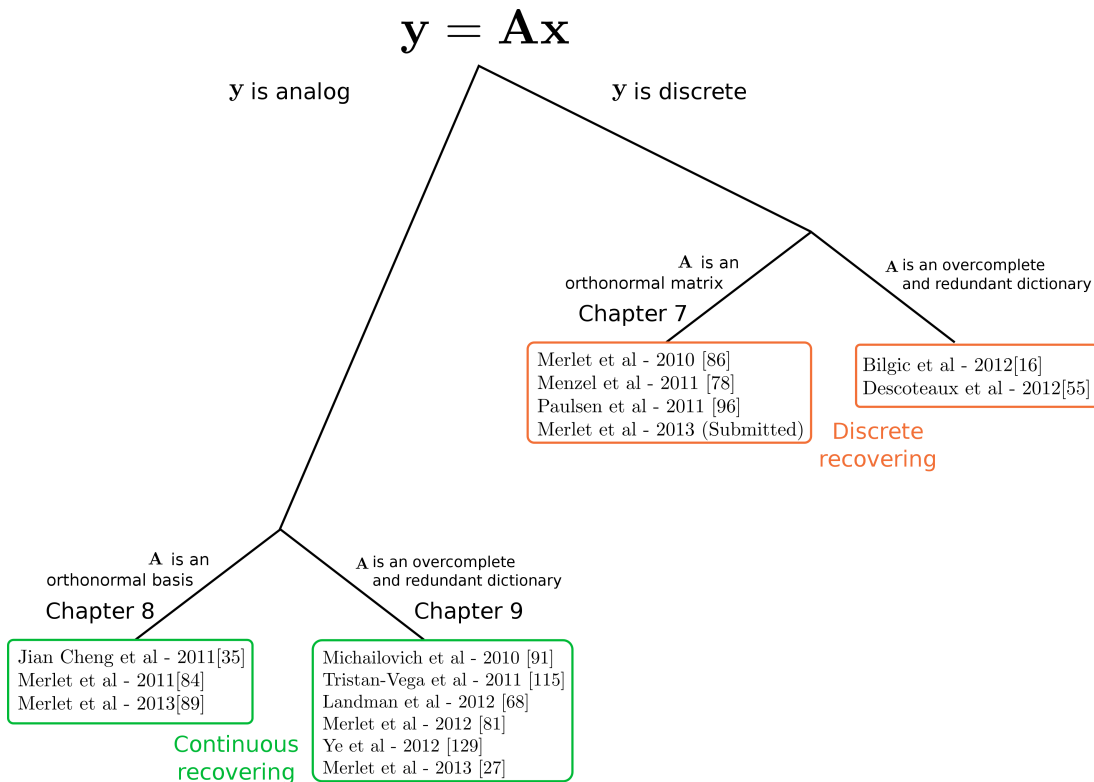 y = Ax
y is analog
y is discrete
A is an
orthonormal matrix
Chapter 7
A is an overcomplete
and redundant dictionary
Merlet et al - 2010 [86]
Menzel et al - 2011 [78]
Paulsen et al - 2011 [96]
Merlet et al - 2013 (Submitted)
Bilgic et al - 2012[16]
Descoteaux et al - 2012[55]
Discrete
recovering
A is an
orthonormal basis
Chapter 8
A is an overcomplete
and redundant dictionary
Chapter 9
Jian Cheng et al - 2011[35]
Merlet et al - 2011[84]
Merlet et al - 2013[89]
Michailovich et al - 2010 [91]
Tristan-Vega et al - 2011 [115]
Landman et al - 2012 [68]
Merlet et al - 2012 [81]
Ye et al - 2012 [129]
Merlet et al - 2013 [27]
Continuous
recovering